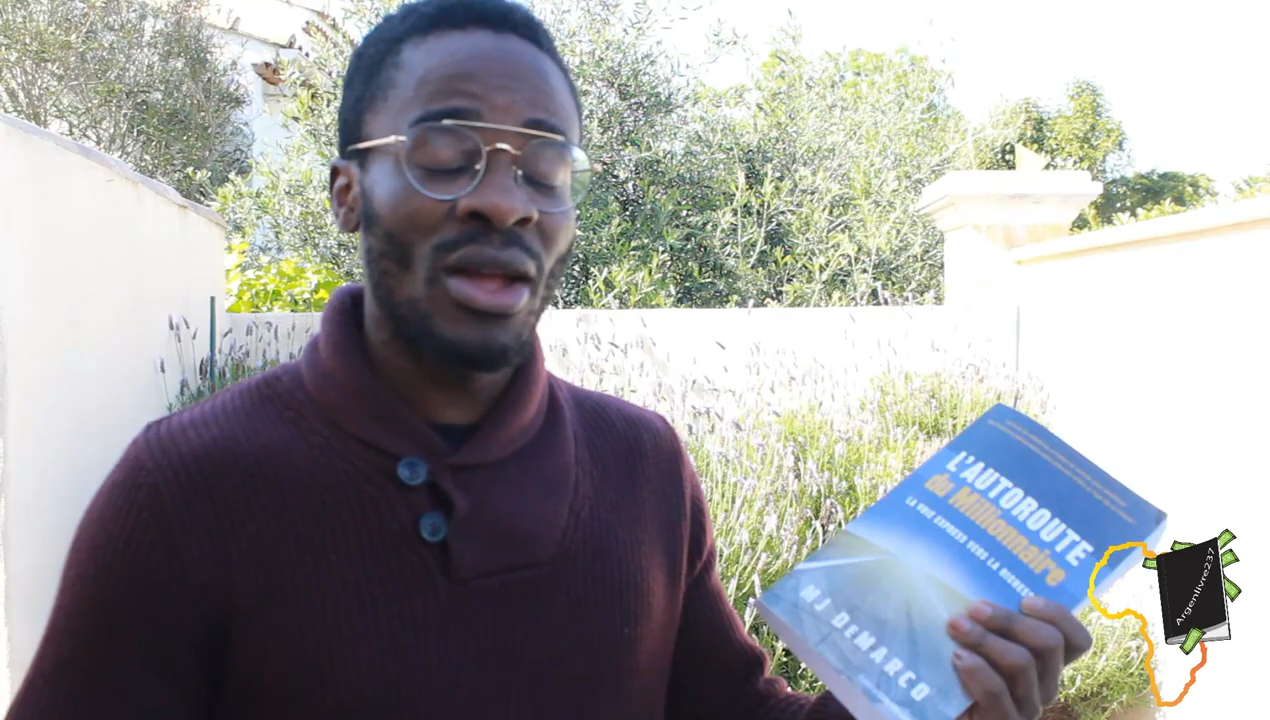 L'AUTOROUTE
du Millionnaire
LA VOIE EXPRESS VERS LA RICHESSE
MJ DEMARCO
Argenlivre237